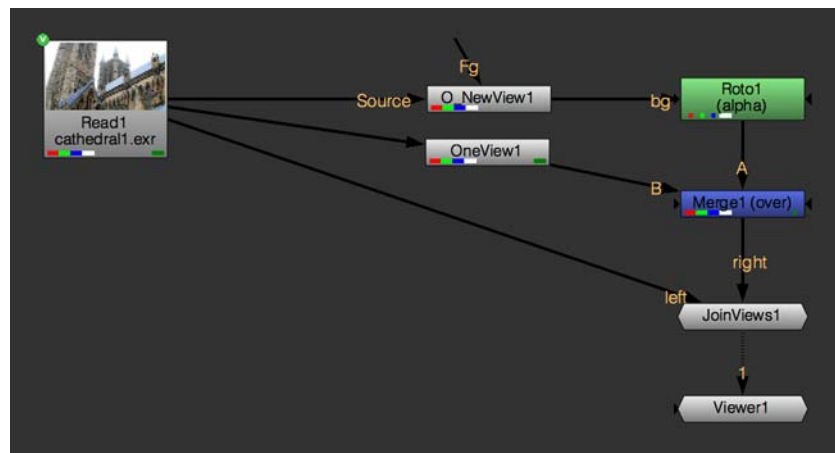 V
Fg
Read1
cathedral1.exr
Source
O_NewView1
bg
Roto1
(alpha)
OneView1
A
B
Merge1 (over)
right
left
JoinViews1
1
Viewer1